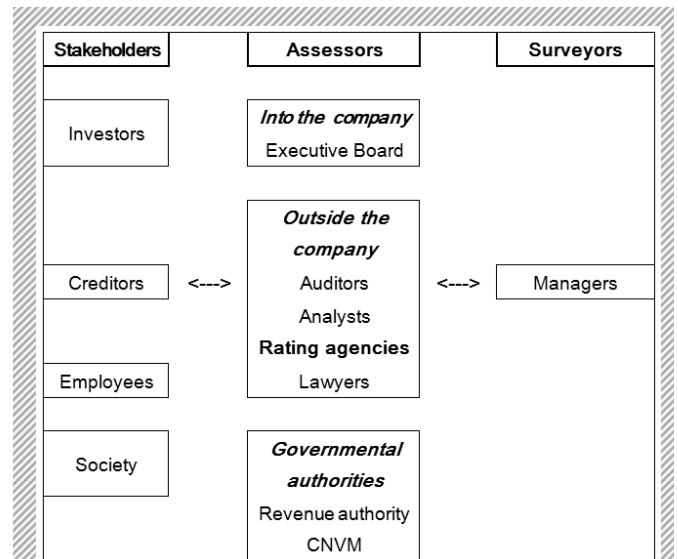 Stakeholders Assessors Surveyors
Into the company
Investors
Executive Board
Outside the
company
Creditors <---> Auditors <---> Managers
Analysts
Rating agencies
Employees Lawyers
Society
Governmental
authorities
Revenue authority
CNVM